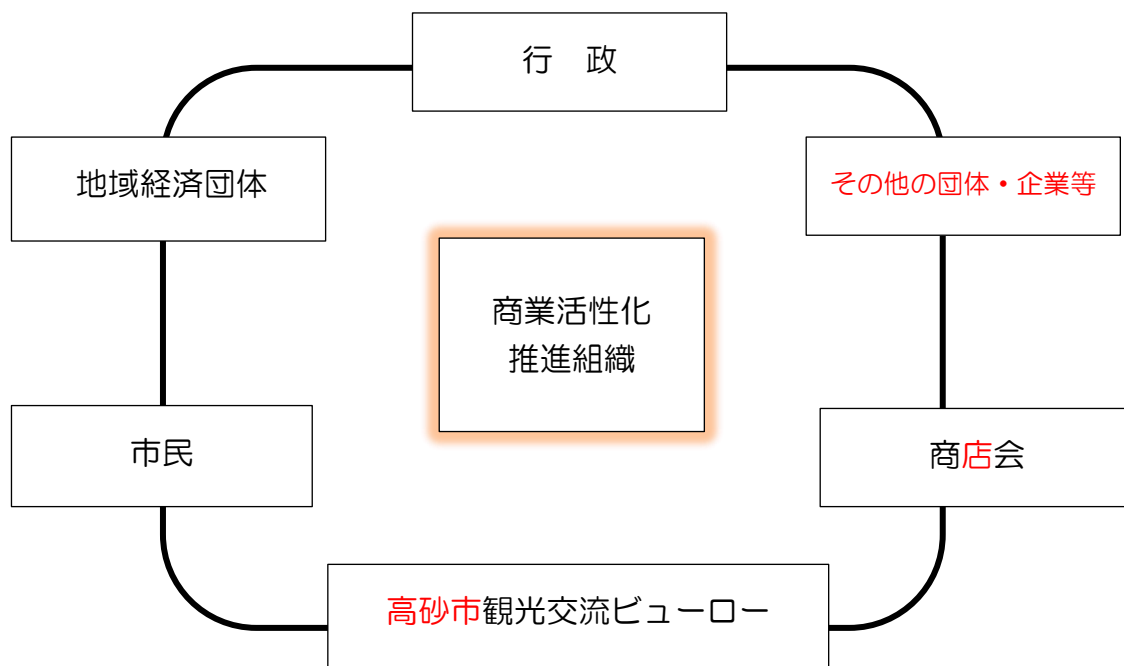 行　政
地域経済団体
その他の団体・企業等
商業活性化
推進組織
市民
商店会
高砂市観光交流ビューロー